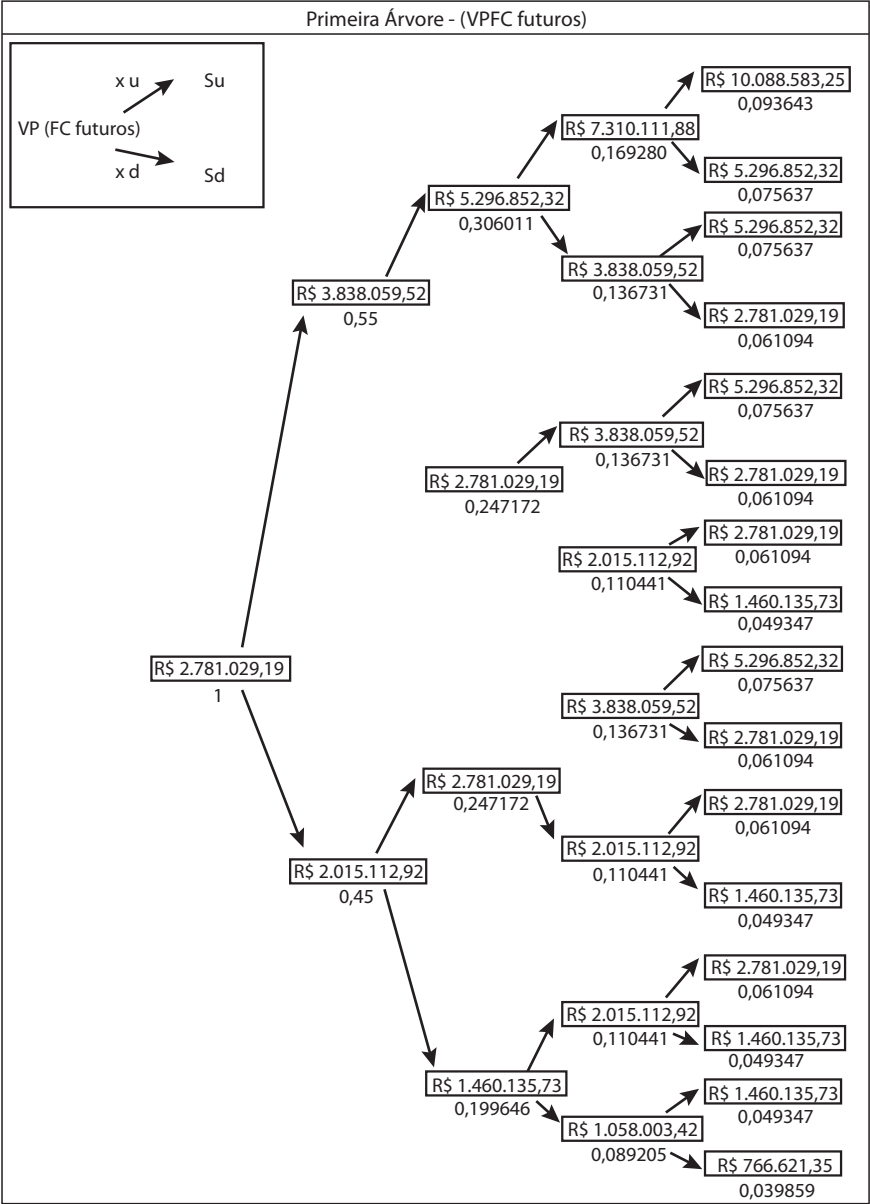 Primeira Árvore - (VPFC futuros)
x u
Su
VP (FC futuros)
x d
Sd
R$ 10.088.583,25
0,093643
R$ 7.310.111,88
0,169280
R$ 5.296.852,32
0,075637
R$ 5.296.852,32
0,306011
R$ 5.296.852,32
0,075637
R$ 3.838.059,52
0,136731
R$ 3.838.059,52
0,55
R$ 2.781.029,19
0,061094
R$ 5.296.852,32
0,075637
R$ 3.838.059,52
0,136731
R$ 2.781.029,19
0,247172
R$ 2.781.029,19
0,061094
R$ 2.781.029,19
0,061094
R$ 2.015.112,92
0,110441
R$ 1.460.135,73
0,049347
R$ 2.781.029,19
1
R$ 5.296.852,32
0,075637
R$ 3.838.059,52
0,136731
R$ 2.781.029,19
0,061094
R$ 2.781.029,19
0,247172
R$ 2.781.029,19
0,061094
R$ 2.015.112,92
0,110441
R$ 2.015.112,92
0,45
R$ 1.460.135,73
0,049347
R$ 2.781.029,19
0,061094
R$ 2.015.112,92
0,110441
R$ 1.460.135,73
0,049347
R$ 1.460.135,73
0,199646
R$ 1.460.135,73
0,049347
R$ 1.058.003,42
0,089205
R$ 766.621,35
0,039859